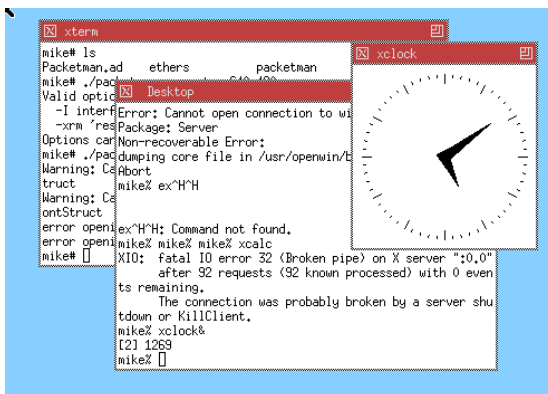 xterm
mike# ls
Packetman.ad    ethers          packetman
mike# ./pac
Valid optio
  -I interf
  -xrm ´res
Options can
mike# ./pac
Warning: Ca
truct
Warning: Ca
ontStruct
error openi
error openi
mike#
Desktop
Error: Cannot open connection to wi
Package: Server
Non-recoverable Error:
dumping core file in /usr/openwin/b
Abort
mike% ex^H^H
ex^H^H: Command not found.
mike% mike% mike% xcalc
XIO:  fatal IO error 32 (Broken pipe) on X server ":0.0"
      after 92 requests (92 known processed) with 0 even
ts remaining.
      The connection was probably broken by a server shu
tdown or KillClient.
mike% xclock&
[2] 1269
mike%
xclock